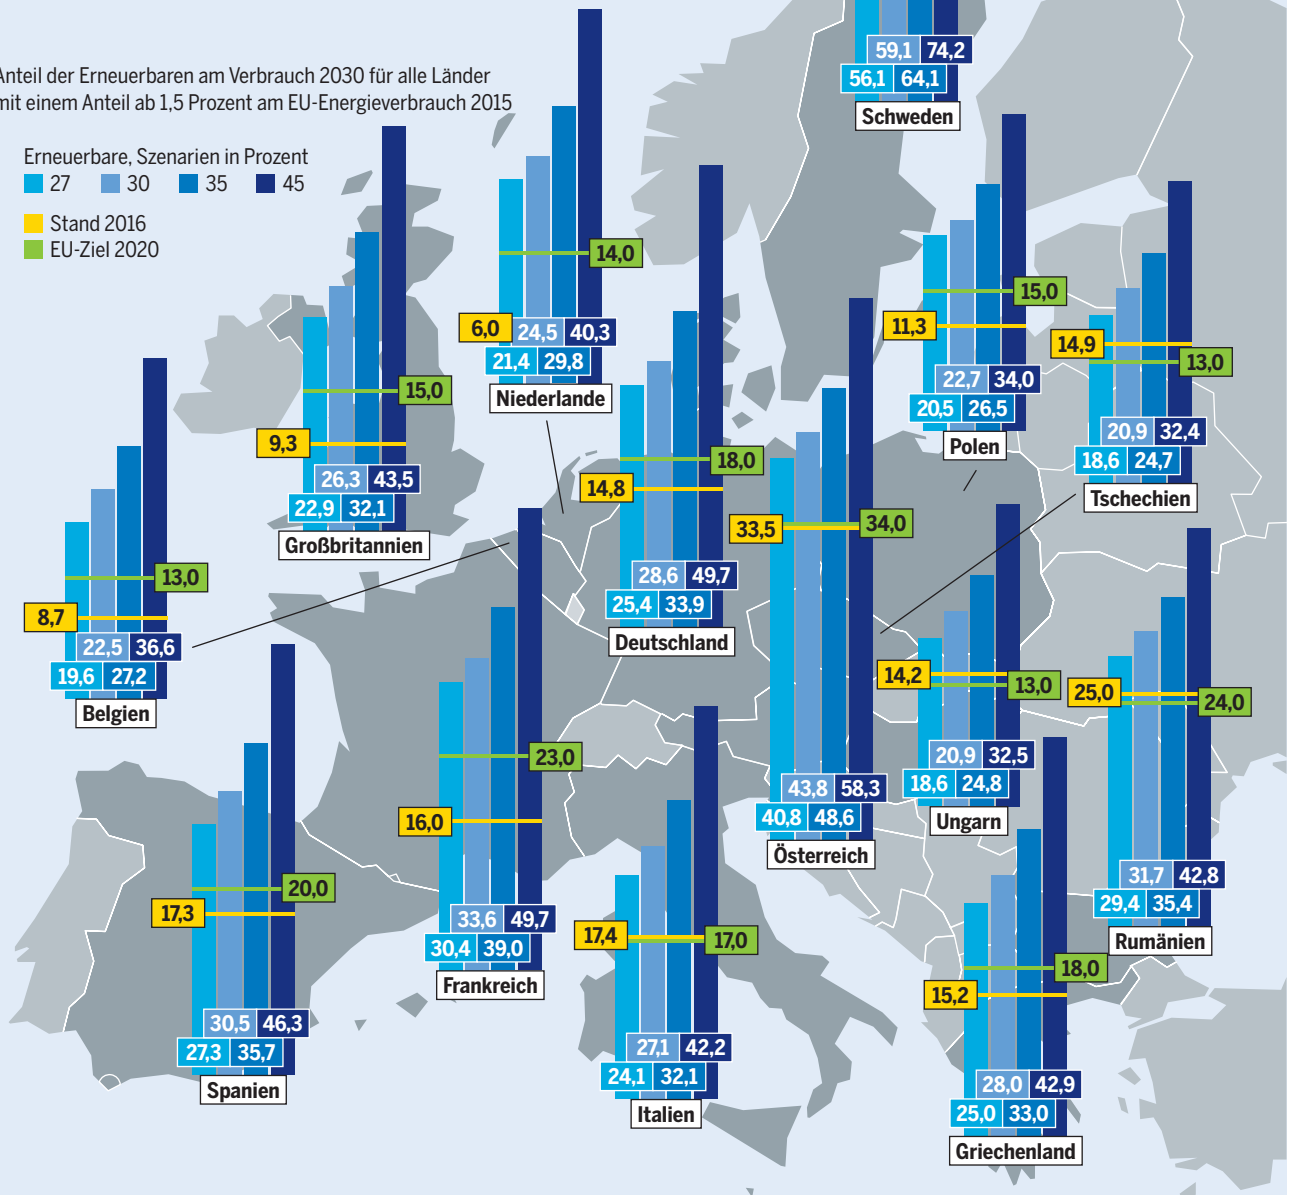 Anteil der Erneuerbaren am Verbrauch 2030 für alle Länder
mit einem Anteil ab 1,5 Prozent am EU-Energieverbrauch 2015
Erneuerbare, Szenarien in Prozent
27 30 35 45
Stand 2016
EU-Ziel 2020
59,1 74,2
56,1 64,1
Schweden
14,0
6,0
24,5 40,3
21,4 29,8
Niederlande
15,0
11,3
22,7 34,0
20,5 26,5
Polen
14,9
13,0
20,9 32,4
18,6 24,7
Tschechien
15,0
9,3
26,3 43,5
22,9 32,1
Großbritannien
18,0
14,8
28,6 49,7
25,4 33,9
Deutschland
33,5
34,0
43,8 58,3
40,8 48,6
Österreich
13,0
8,7
22,5 36,6
19,6 27,2
Belgien
14,2
13,0
20,9 32,5
18,6 24,8
Ungarn
25,0
24,0
31,7 42,8
29,4 35,4
Rumänien
23,0
16,0
33,6 49,7
30,4 39,0
Frankreich
20,0
17,3
30,5 46,3
27,3 35,7
Spanien
17,4
17,0
27,1 42,2
24,1 32,1
Italien
18,0
15,2
28,0 42,9
25,0 33,0
Griechenland